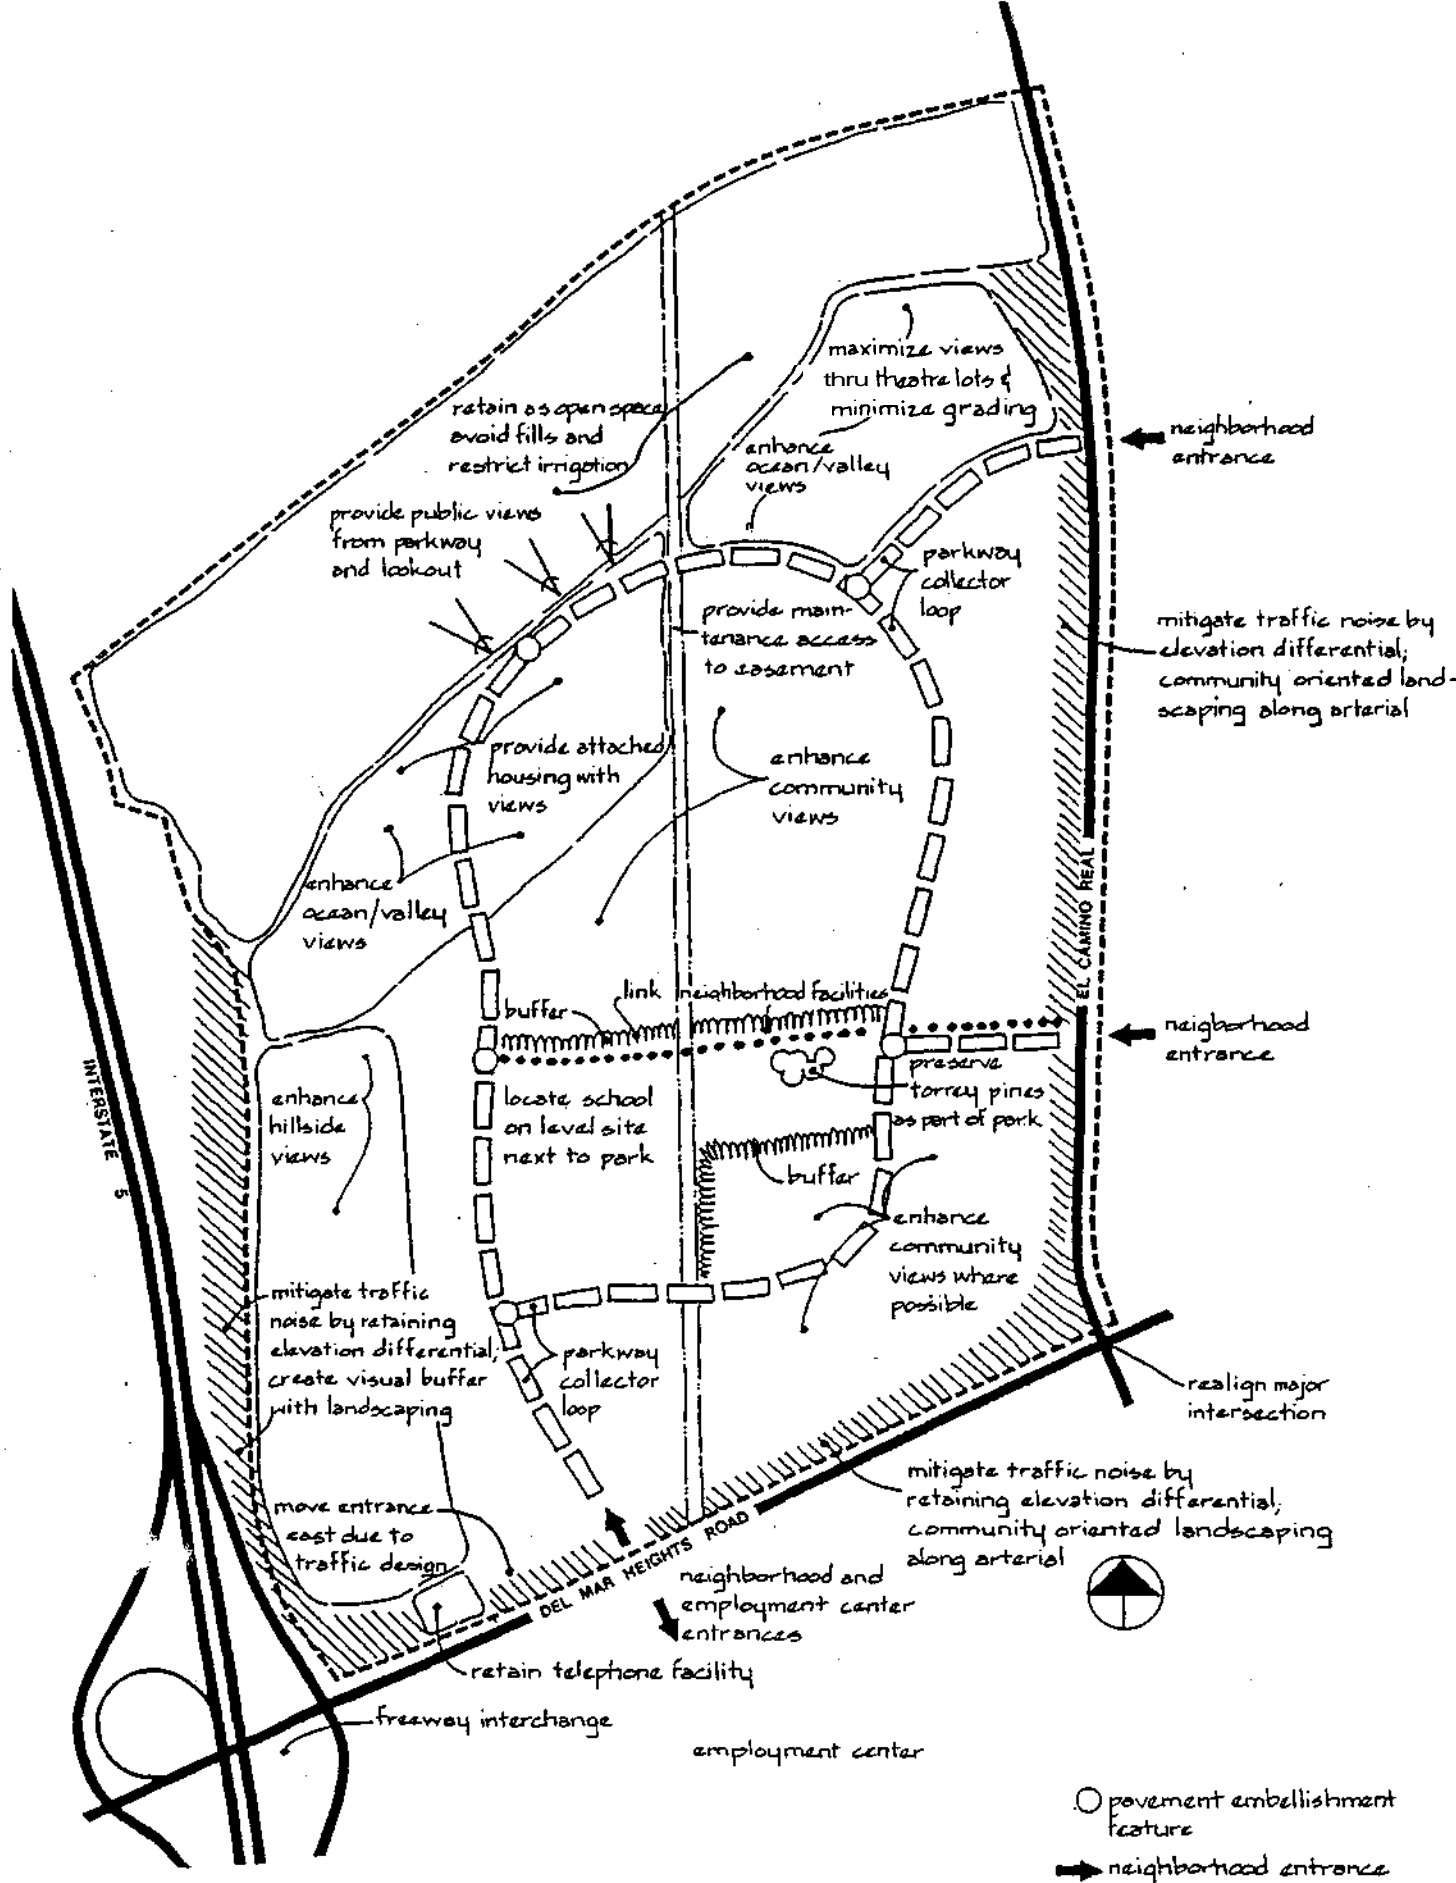 maximize views
thru theatre lots &
minimize grading
retain as open space
avoid fills and
restrict irrigation
enhance
ocean/valley
views
neighborhood
entrance
provide public views
from parkway
and lookout
parkway
collector
loop
provide main-
tenance access
to easement
mitigate traffic noise by
elevation differential;
community oriented land-
scaping along arterial
provide attached
housing with
views
enhance
community
views
enhance
ocean/valley
views
EL CAMINO REAL
buffer
link neighborhood facilities
neigborhood
entrance
INTERSTATE 5
enhance
hillside
views
locate school
on level site
next to park
preserve
torrey pines
as part of park
buffer
enhance
community
views where
possible
mitigate traffic
noise by retaining
elevation differential;
create visual buffer
with landscaping
parkway
collector
loop
realign major
intersection
mitigate traffic noise by
retaining elevation differential;
community oriented landscaping
along arterial
move entrance
east due to
traffic design
DEL MAR HEIGHTS ROAD
neighborhood and
employment center
entrances
retain telephone facility
freeway interchange
employment center
pavement embellishment
feature
neighborhood entrance